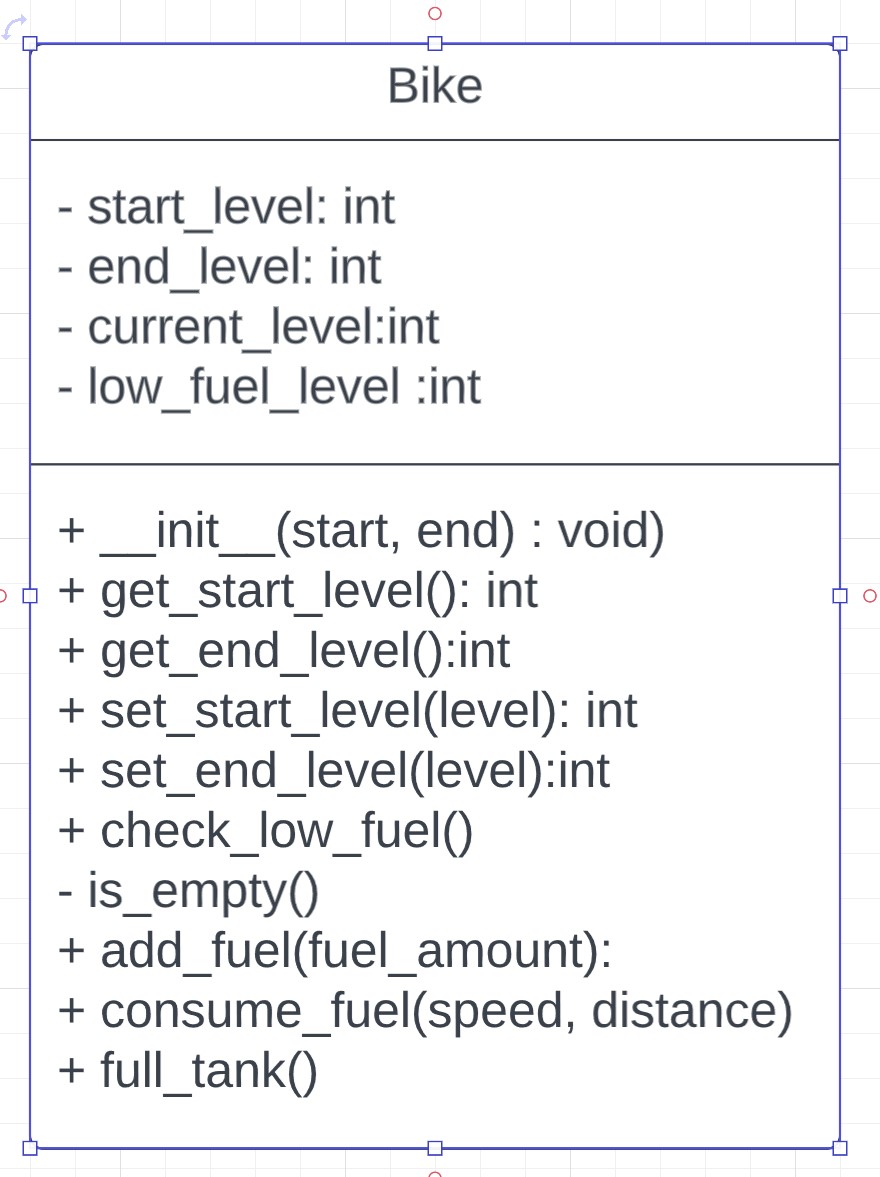 Bike
- start_level: int
- end_level: int
- current_level:int
- low_fuel_level :int
+ __init__(start, end) : void)
+ get_start_level(): int
+ get_end_level():int
+ set_start_level(level): int
+ set_end_level(level):int
+ check_low_fuel()
- is_empty()
+ add_fuel(fuel_amount):
+ consume_fuel(speed, distance)
+ full_tank()